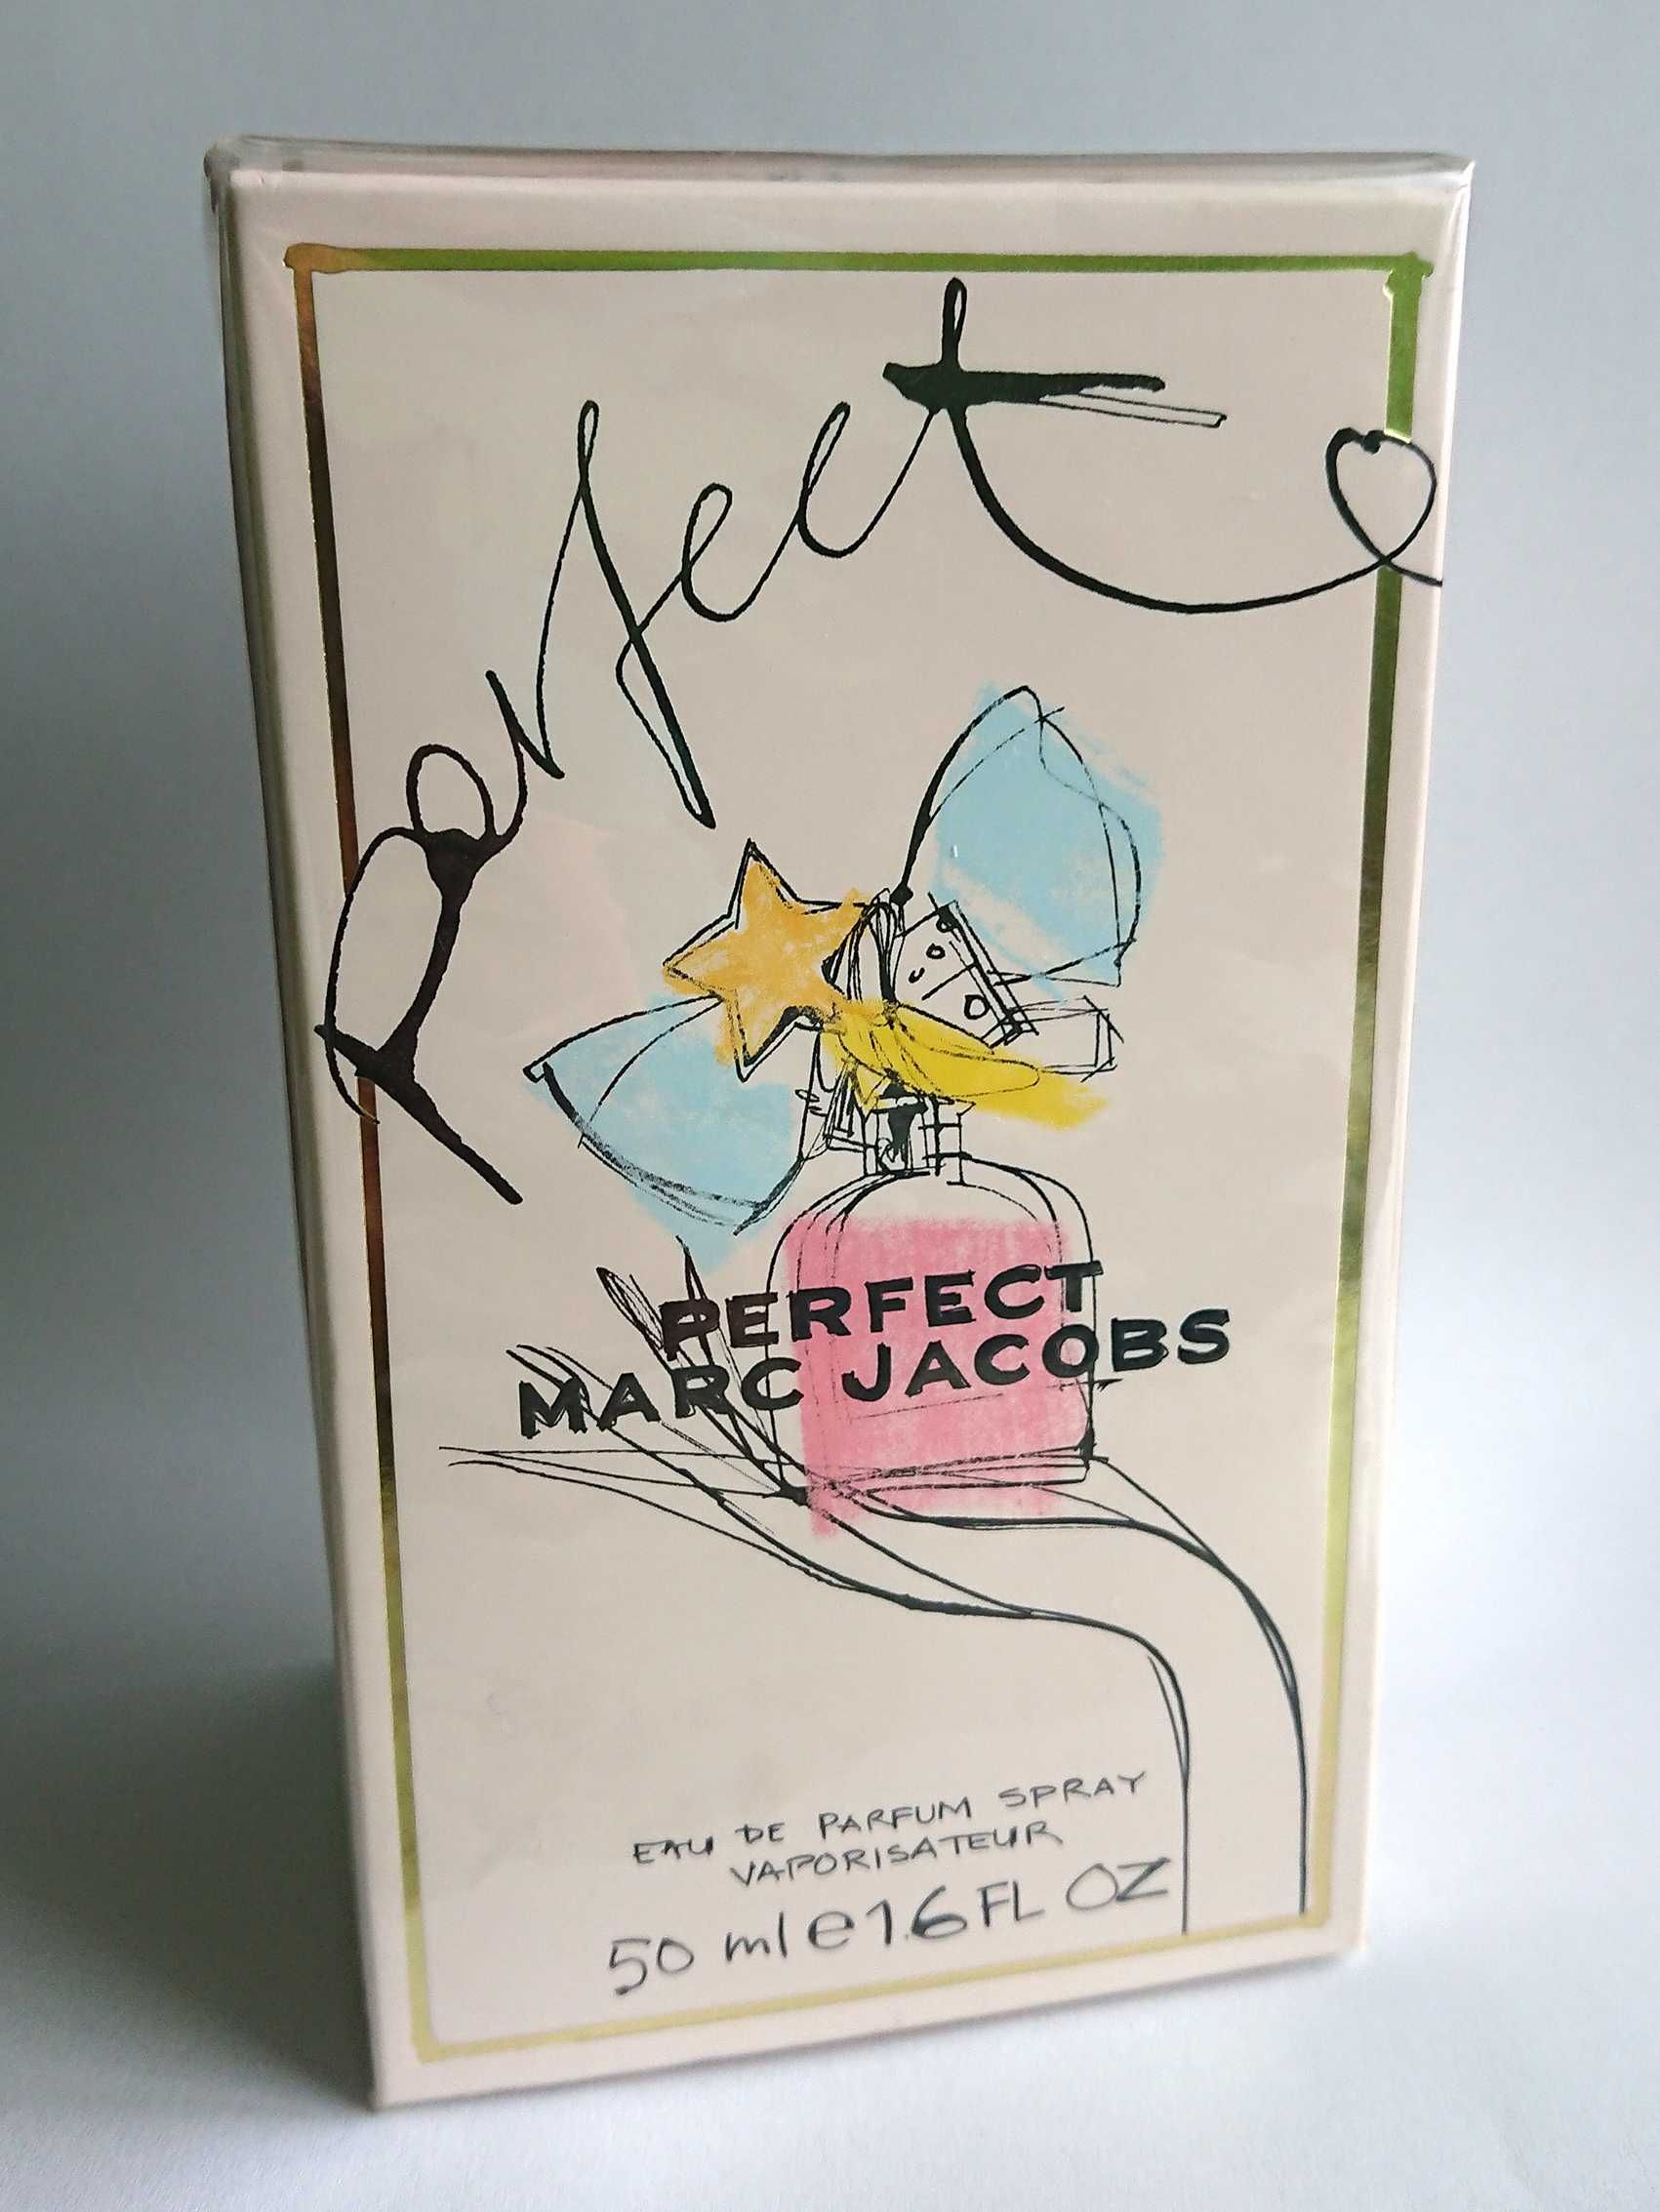 perfect
PERFECT
MARC JACOBS
EAU DE PARFUM SPRAY
VAPORISATEUR
50 ml e 1.6 FL OZ